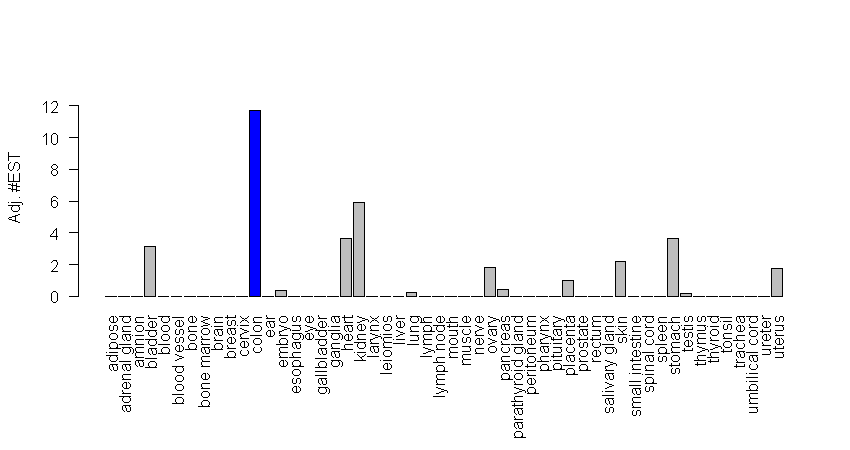 Adj. #EST
12
10
8
6
4
2
0
adipose
adrenal gland
amnion
bladder
blood
blood vessel
bone
bone marrow
brain
breast
cervix
colon
ear
embryo
esophagus
eye
gallbladder
ganglia
heart
kidney
larynx
leiomios
liver
lung
lymph
lymph node
mouth
muscle
nerve
ovary
pancreas
parathyroid gland
peritoneum
pharynx
pituitary
placenta
prostate
rectum
salivary gland
skin
small intestine
spinal cord
spleen
stomach
testis
thymus
thyroid
tonsil
trachea
umbilical cord
ureter
uterus